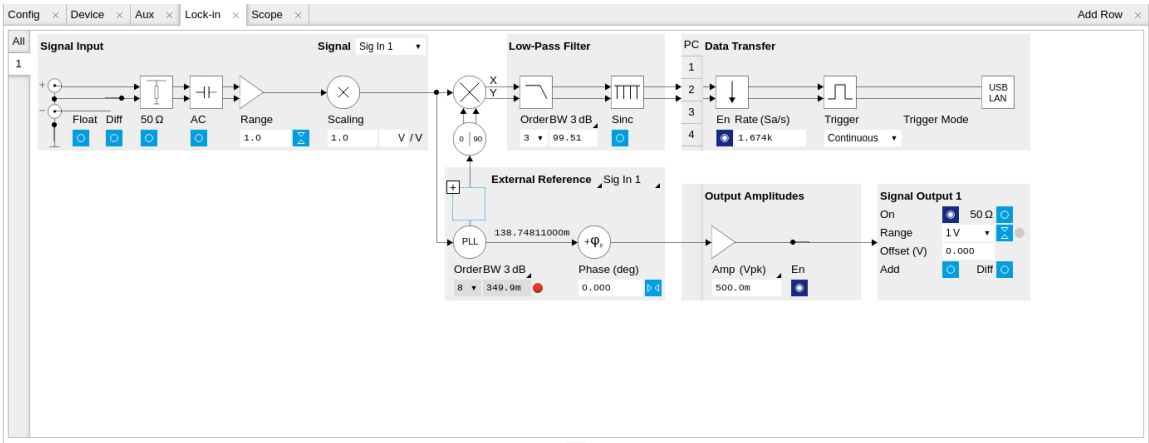 Config × Device × Aux × Lock-in × Scope × Add Row ×
All
1
Signal Input Signal Sig In 1
+
−
Float Diff 50 Ω AC Range Scaling
1.0 1.0 V / V
X
Y
0 90
Low-Pass Filter
Order BW 3 dB Sinc
3 99.51
PC Data Transfer
1
2
3
4
USB
LAN
En Rate (Sa/s) Trigger Trigger Mode
1.674k Continuous
External Reference Sig In 1
+
PLL 138.74811000m +φ₀
Order BW 3 dB Phase (deg)
8 349.9m 0.000
Output Amplitudes
Amp (Vpk) En
500.0m
Signal Output 1
On 50 Ω
Range 1 V
Offset (V) 0.000
Add Diff